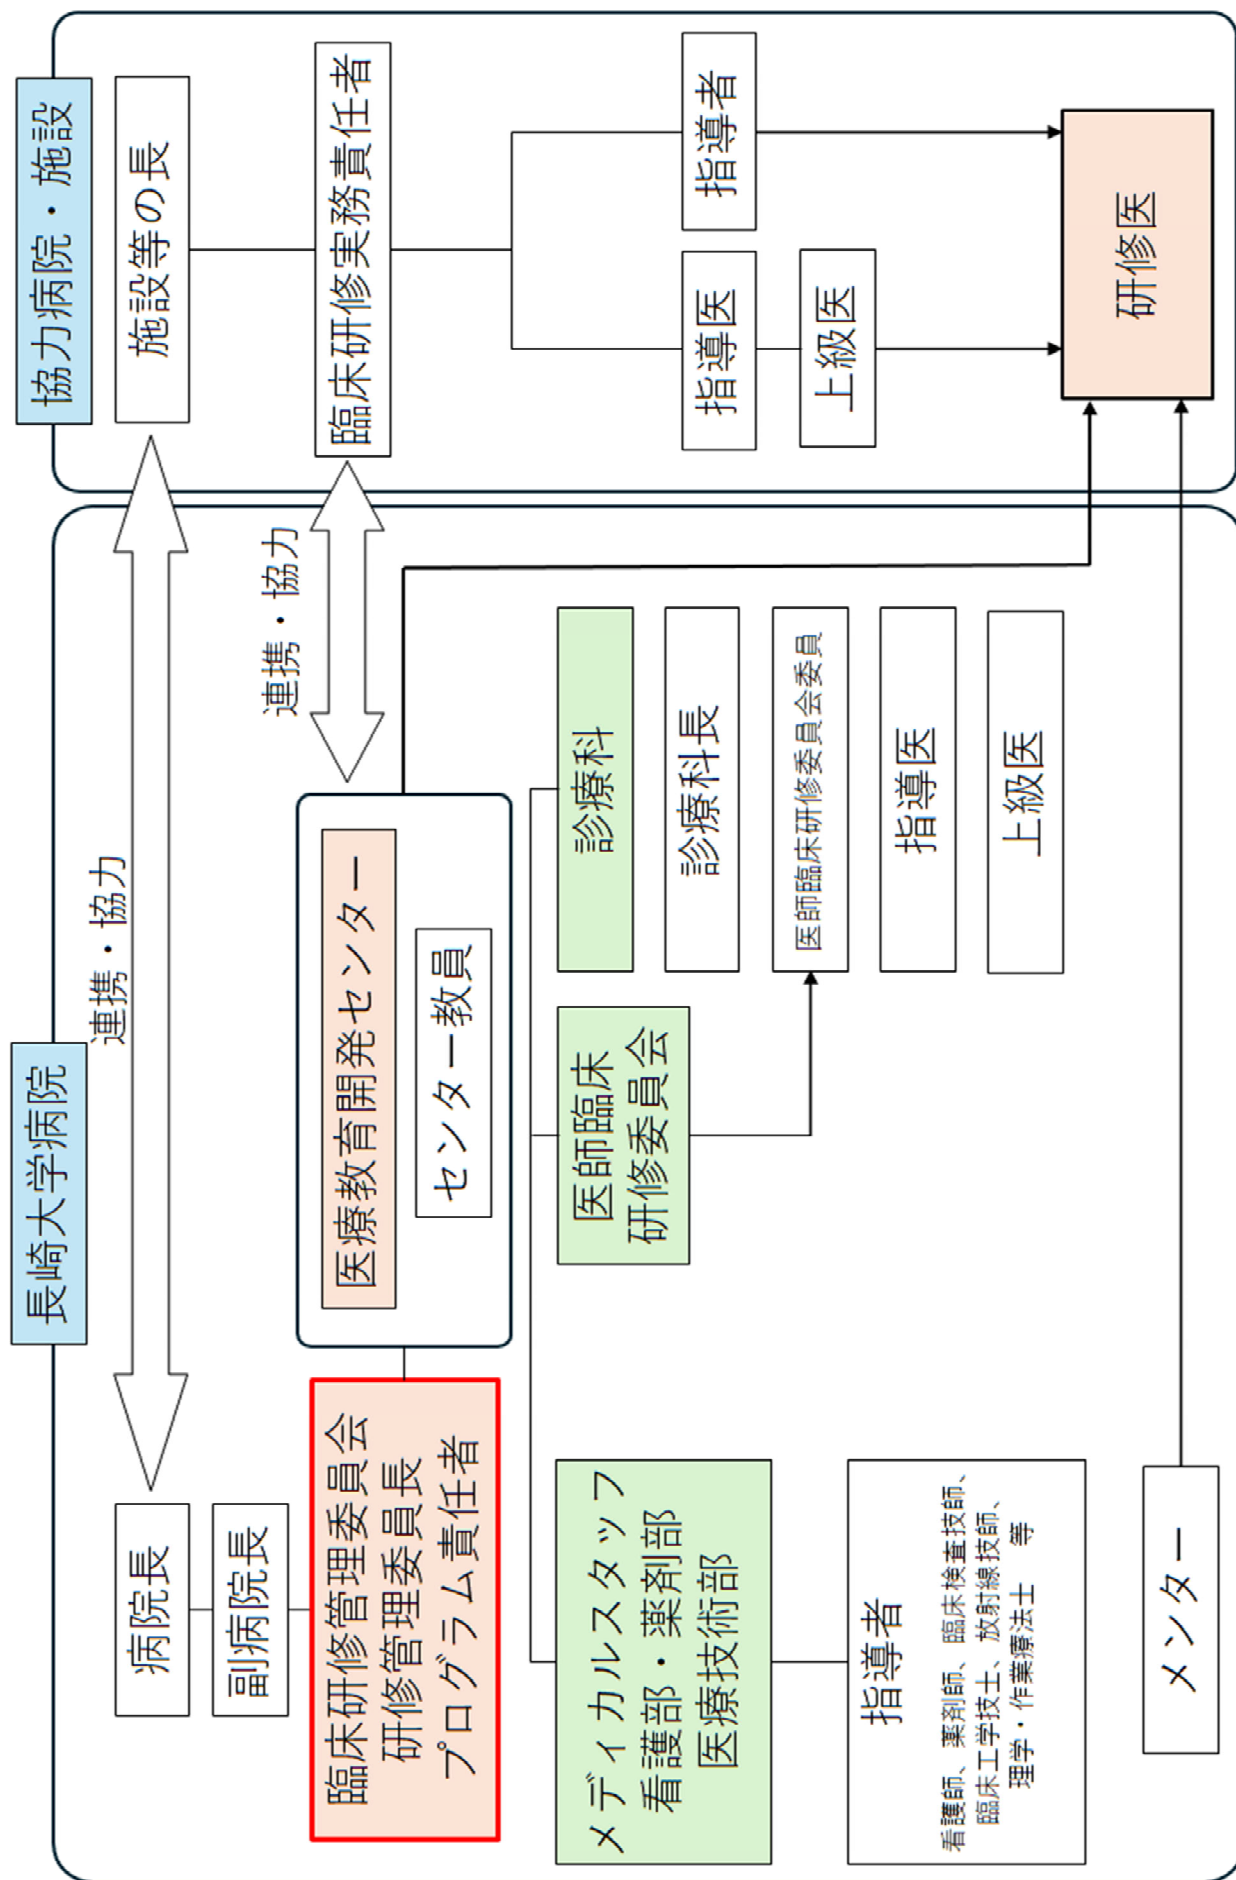 長崎大学病院
協力病院・施設
連携・協力
病院長
施設等の長
副病院長
連携・協力
臨床研修管理委員会
研修管理委員長
プログラム責任者
医療教育開発センター
センター教員
臨床研修実務責任者
メディカルスタッフ
看護部・薬剤部
医療技術部
医師臨床
研修委員会
診療科
診療科長
医師臨床研修委員会委員
指導医
上級医
指導医
指導者
上級医
指導者
看護師、薬剤師、臨床検査技師、
臨床工学技士、放射線技師、
理学・作業療法士 等
メンター
研修医